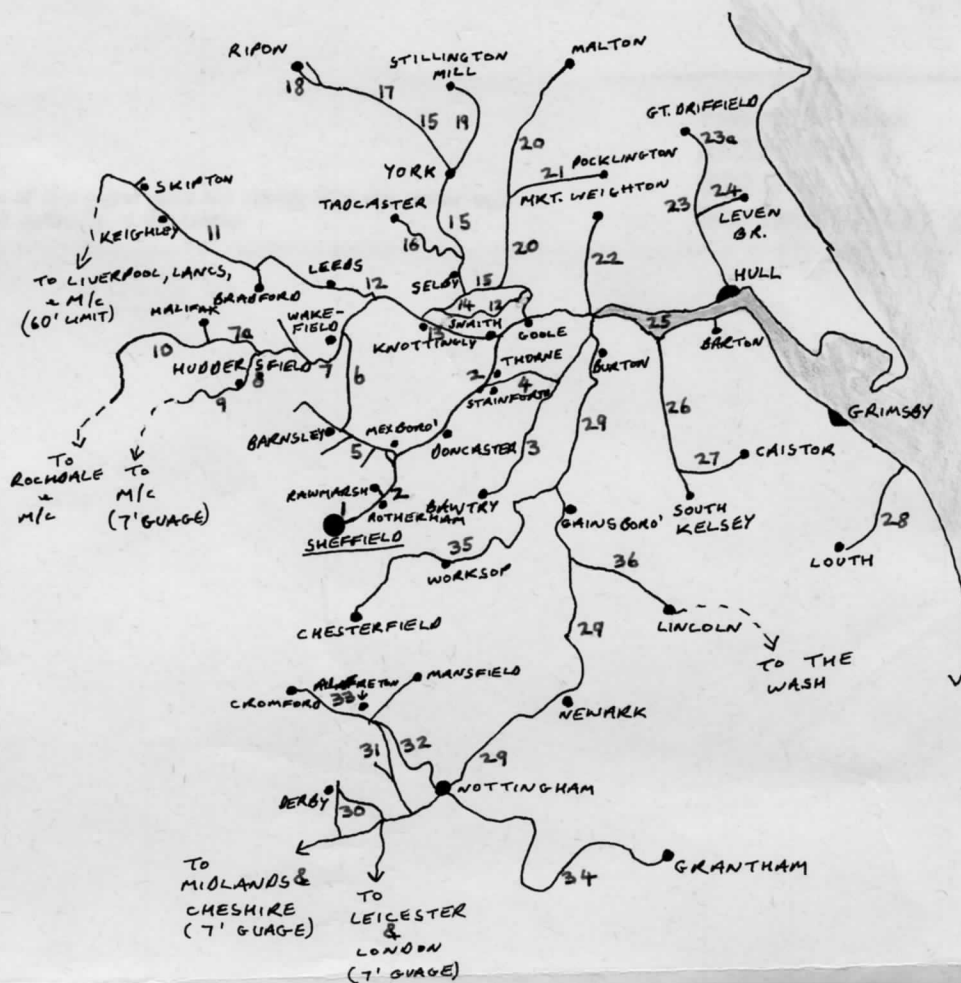 RIPON
STILLINGTON
MILL
MALTON
18
17
15
19
GT. DRIFFIELD
23a
20
YORK
21
POCKLINGTON
MKT. WEIGHTON
24
23
LEVEN
BR.
SKIPTON
TADCASTER
15
16
KEIGHLEY
11
20
22
HULL
TO LIVERPOOL, LANCS,
& M/C
(60' LIMIT)
LEEDS
12
SELBY
15
BRADFORD
HALIFAX
14
12
WAKE-
FIELD
13
SNAITH
KNOTTINGLY
GOOLE
25
BARTON
7a
10
HUDDERSFIELD
7
6
8
9
2
THORNE
4
STAINFORTH
BURTON
GRIMSBY
BARNSLEY
5
MEXBORO'
DONCASTER
3
29
26
27
CAISTOR
TO
ROCHDALE
&
M/C
TO
M/C
(7' GUAGE)
RAWMARSH
2
1
ROTHERHAM
BAWTRY
SHEFFIELD
GAINSBORO'
SOUTH
KELSEY
28
LOUTH
35
WORKSOP
36
CHESTERFIELD
LINCOLN
29
TO THE
WASH
MANSFIELD
ALFRETON
33
CROMFORD
NEWARK
31
32
29
DERBY
30
NOTTINGHAM
TO
MIDLANDS &
CHESHIRE
(7' GUAGE)
TO
LEICESTER
&
LONDON
(7' GUAGE)
34
GRANTHAM